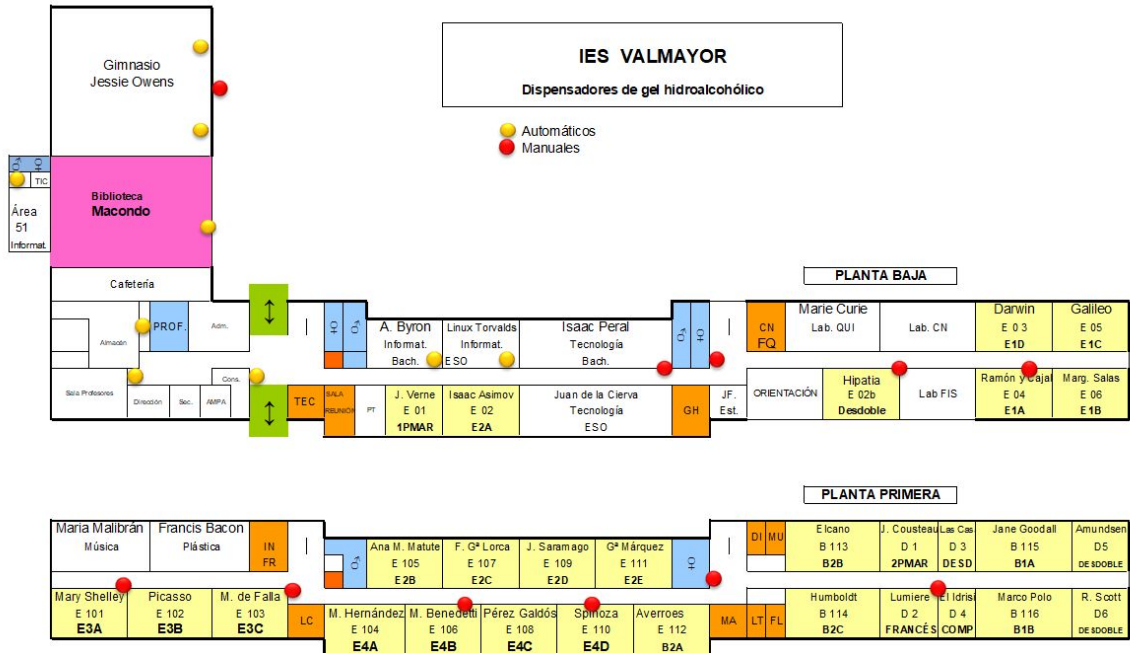 IES VALMAYOR
Dispensadores de gel hidroalcohólico
Automáticos
Manuales
Gimnasio
Jessie Owens
TIC
Área
51
Informat.
Biblioteca
Macondo
Cafetería
PROF.
Adm.
Almacén
Cons.
Sala Profesores
Dirección
Sec.
AMPA
PLANTA BAJA
A. Byron
Informat.
Bach.
Linux Torvalds
Informat.
ESO
Isaac Peral
Tecnología
Bach.
CN
FQ
Marie Curie
Lab. QUI
Lab. CN
Darwin
E 03
E1D
Galileo
E 05
E1C
TEC
SALA
REUNIÓN
PT
J. Verne
E 01
1PMAR
Isaac Asimov
E 02
E2A
Juan de la Cierva
Tecnología
ESO
GH
JF.
Est.
ORIENTACIÓN
Hipatia
E 02b
Desdoble
Lab FIS
Ramón y Cajal
E 04
E1A
Marg. Salas
E 06
E1B
PLANTA PRIMERA
Maria Malibrán
Música
Francis Bacon
Plástica
IN
FR
Ana M. Matute
E 105
E2B
F. Gª Lorca
E 107
E2C
J. Saramago
E 109
E2D
Gª Márquez
E 111
E2E
DI
MU
Elcano
B 113
B2B
J. Cousteau
D 1
2PMAR
Las Cas
D 3
DESD
Jane Goodall
B 115
B1A
Amundsen
D5
DESDOBLE
Mary Shelley
E 101
E3A
Picasso
E 102
E3B
M. de Falla
E 103
E3C
LC
M. Hernández
E 104
E4A
M. Benedetti
E 106
E4B
Pérez Galdós
E 108
E4C
Spinoza
E 110
E4D
Averroes
E 112
B2A
MA
LT
FL
Humboldt
B 114
B2C
Lumiere
D 2
FRANCÉS
El Idrisi
D 4
COMP
Marco Polo
B 116
B1B
R. Scott
D6
DESDOBLE